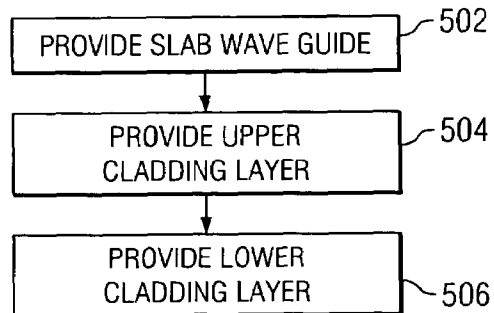 PROVIDE SLAB WAVE GUIDE
502
PROVIDE UPPER
CLADDING LAYER
504
PROVIDE LOWER
CLADDING LAYER
506